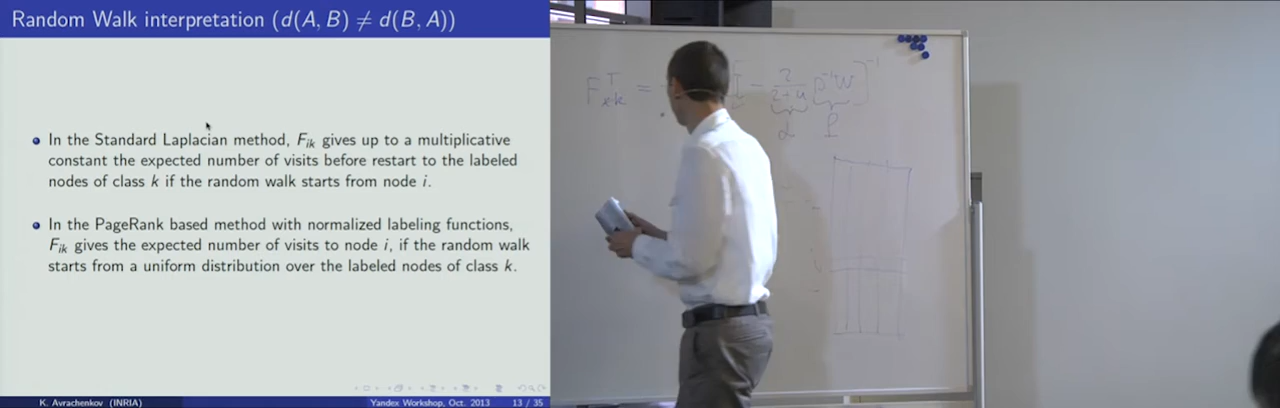 Random Walk interpretation (d(A, B) ≠ d(B, A))
In the Standard Laplacian method, F_ik gives up to a multiplicative
constant the expected number of visits before restart to the labeled
nodes of class k if the random walk starts from node i.
In the PageRank based method with normalized labeling functions,
F_ik gives the expected number of visits to node i, if the random walk
starts from a uniform distribution over the labeled nodes of class k.
K. Avrachenkov (INRIA) Yandex Workshop, Oct. 2013 13 / 35